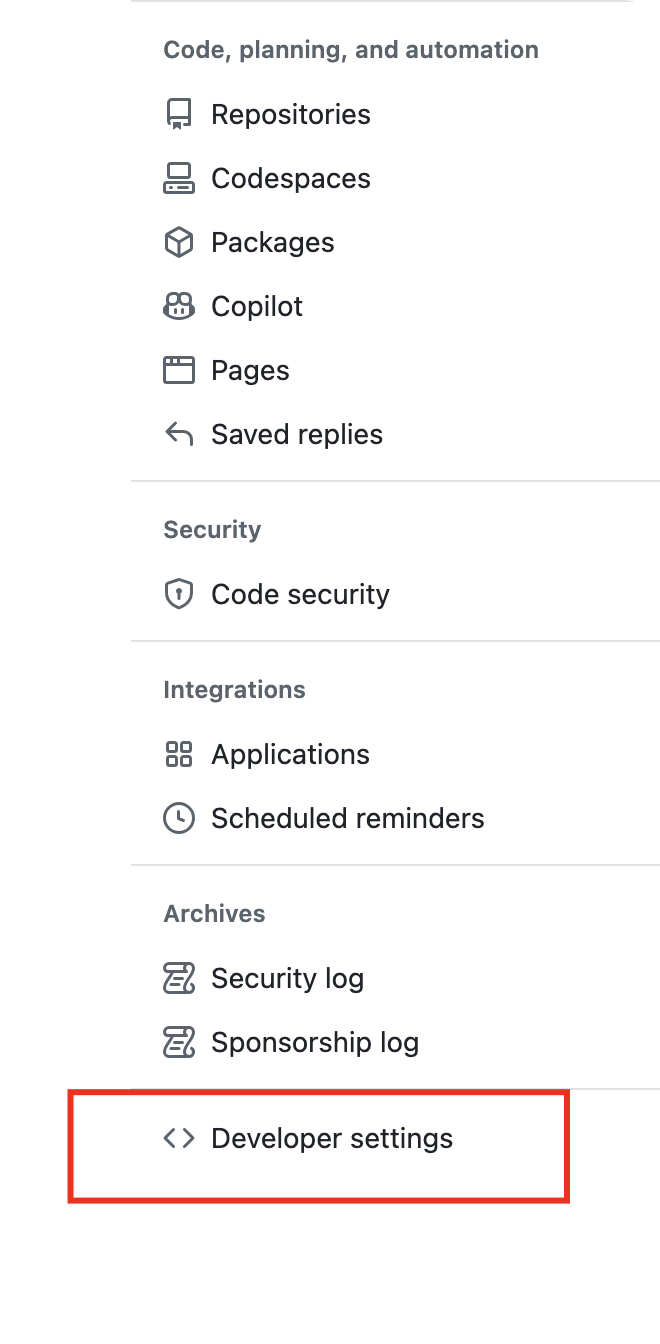 Code, planning, and automation
Repositories
Codespaces
Packages
Copilot
Pages
Saved replies
Security
Code security
Integrations
Applications
Scheduled reminders
Archives
Security log
Sponsorship log
Developer settings